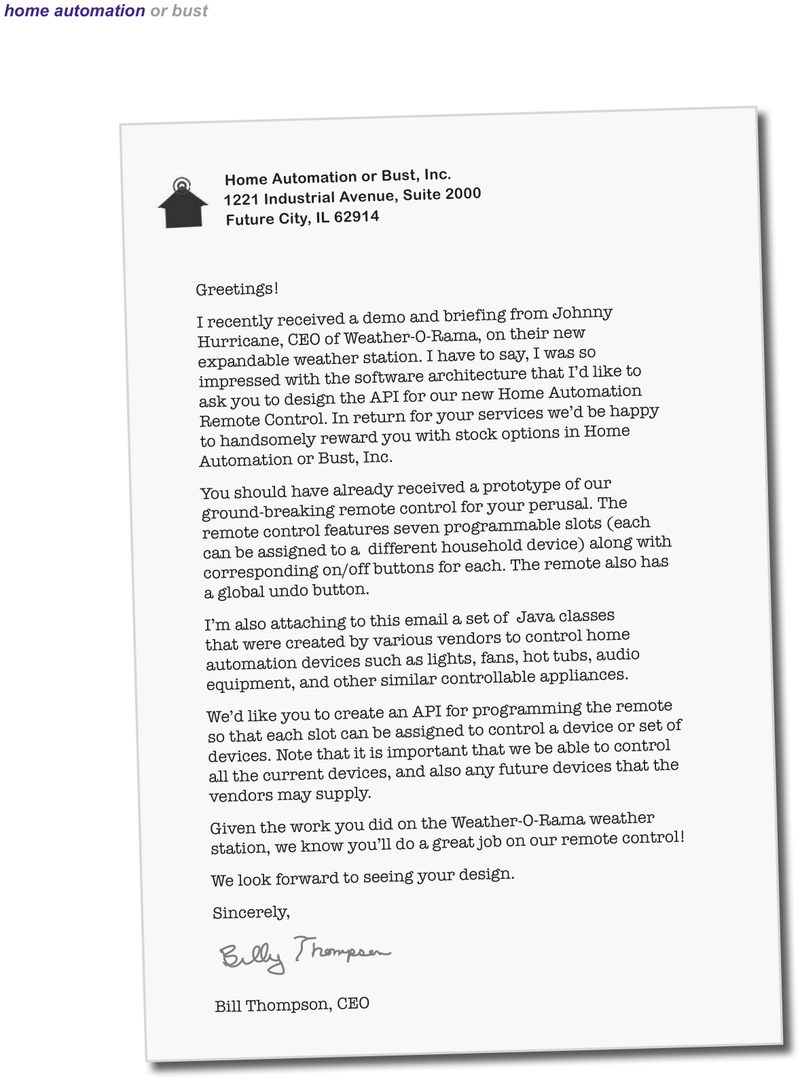 home automation or bust
Home Automation or Bust, Inc.
1221 Industrial Avenue, Suite 2000
Future City, IL 62914
Greetings!
I recently received a demo and briefing from Johnny
Hurricane, CEO of Weather-O-Rama, on their new
expandable weather station. I have to say, I was so
impressed with the software architecture that I'd like to
ask you to design the API for our new Home Automation
Remote Control. In return for your services we'd be happy
to handsomely reward you with stock options in Home
Automation or Bust, Inc.
You should have already received a prototype of our
ground-breaking remote control for your perusal. The
remote control features seven programmable slots (each
can be assigned to a different household device) along with
corresponding on/off buttons for each. The remote also has
a global undo button.
I'm also attaching to this email a set of Java classes
that were created by various vendors to control home
automation devices such as lights, fans, hot tubs, audio
equipment, and other similar controllable appliances.
We'd like you to create an API for programming the remote
so that each slot can be assigned to control a device or set of
devices. Note that it is important that we be able to control
all the current devices, and also any future devices that the
vendors may supply.
Given the work you did on the Weather-O-Rama weather
station, we know you'll do a great job on our remote control!
We look forward to seeing your design.
Sincerely,
Billy Thompson
Bill Thompson, CEO